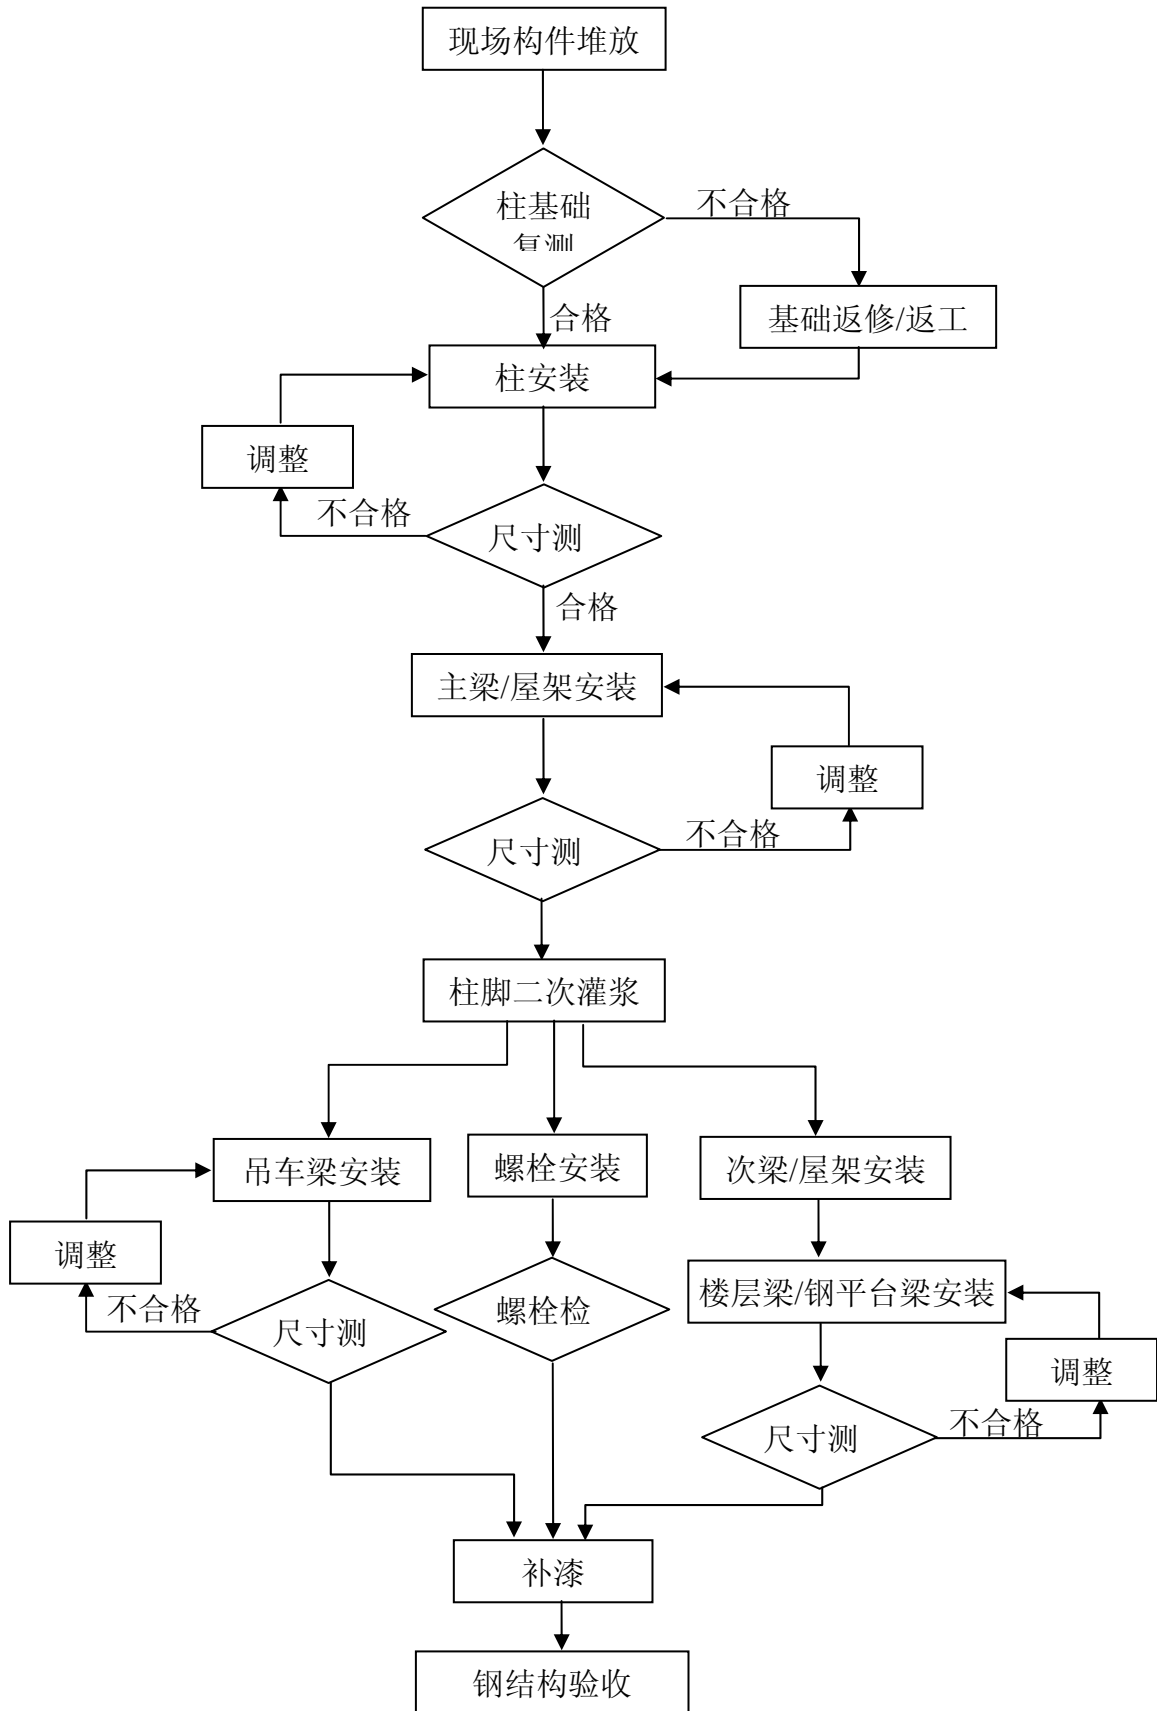 现场构件堆放
柱基础
复测
不合格
合格
基础返修/返工
柱安装
调整
不合格
尺寸测
合格
主梁/屋架安装
调整
不合格
尺寸测
柱脚二次灌浆
吊车梁安装
螺栓安装
次梁/屋架安装
调整
不合格
尺寸测
螺栓检
楼层梁/钢平台梁安装
调整
不合格
尺寸测
补漆
钢结构验收